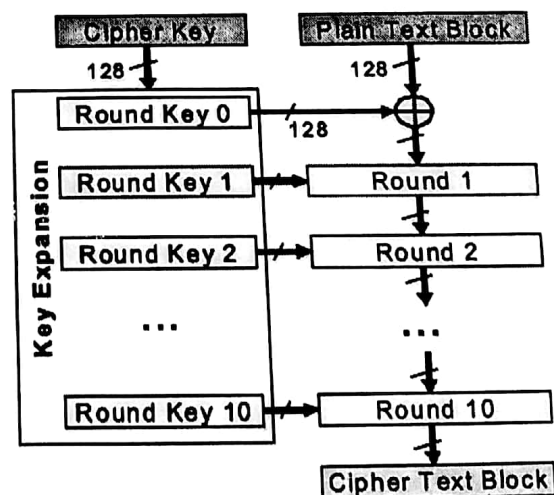 Cipher Key
Plain Text Block
128
128
Round Key 0
128
Key Expansion
Round Key 1
Round 1
Round Key 2
Round 2
...
...
Round Key 10
Round 10
Cipher Text Block